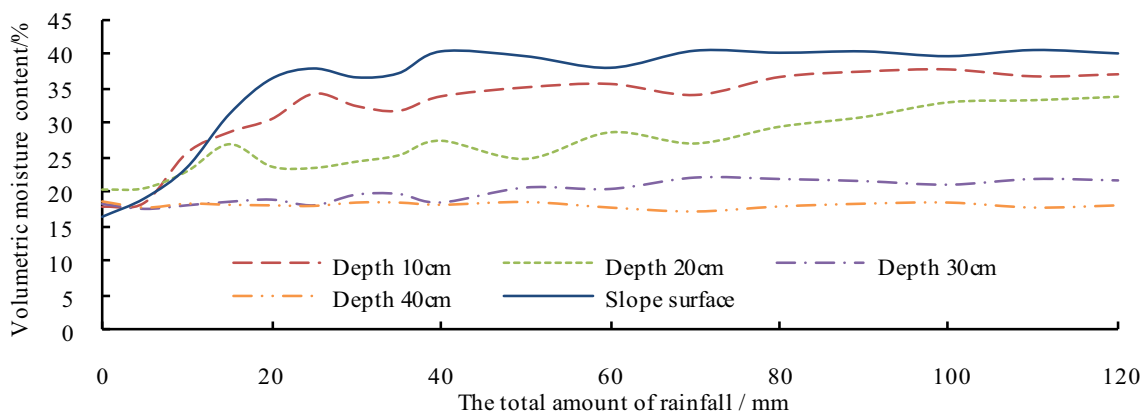 Volumetric moisture content/%
45
40
35
30
25
20
15
10
5
0
Depth 10cm
Depth 20cm
Depth 30cm
Depth 40cm
Slope surface
0 20 40 60 80 100 120
The total amount of rainfall / mm